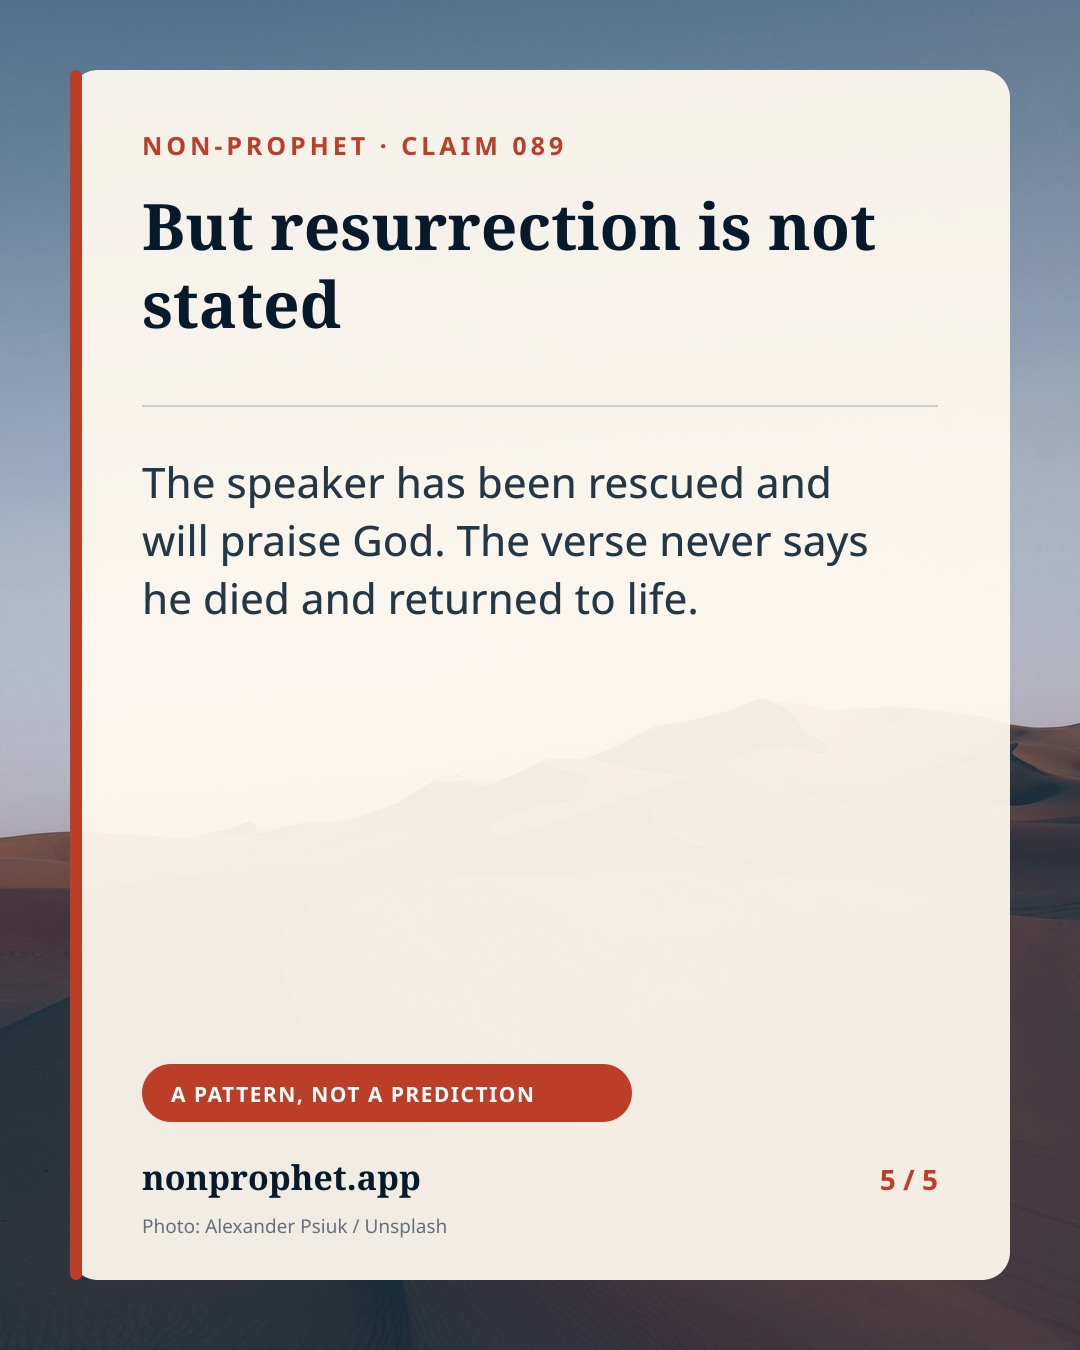 NON-PROPHET · CLAIM 089
But resurrection is not
stated
The speaker has been rescued and
will praise God. The verse never says
he died and returned to life.
A PATTERN, NOT A PREDICTION
nonprophet.app
5 / 5
Photo: Alexander Psiuk / Unsplash